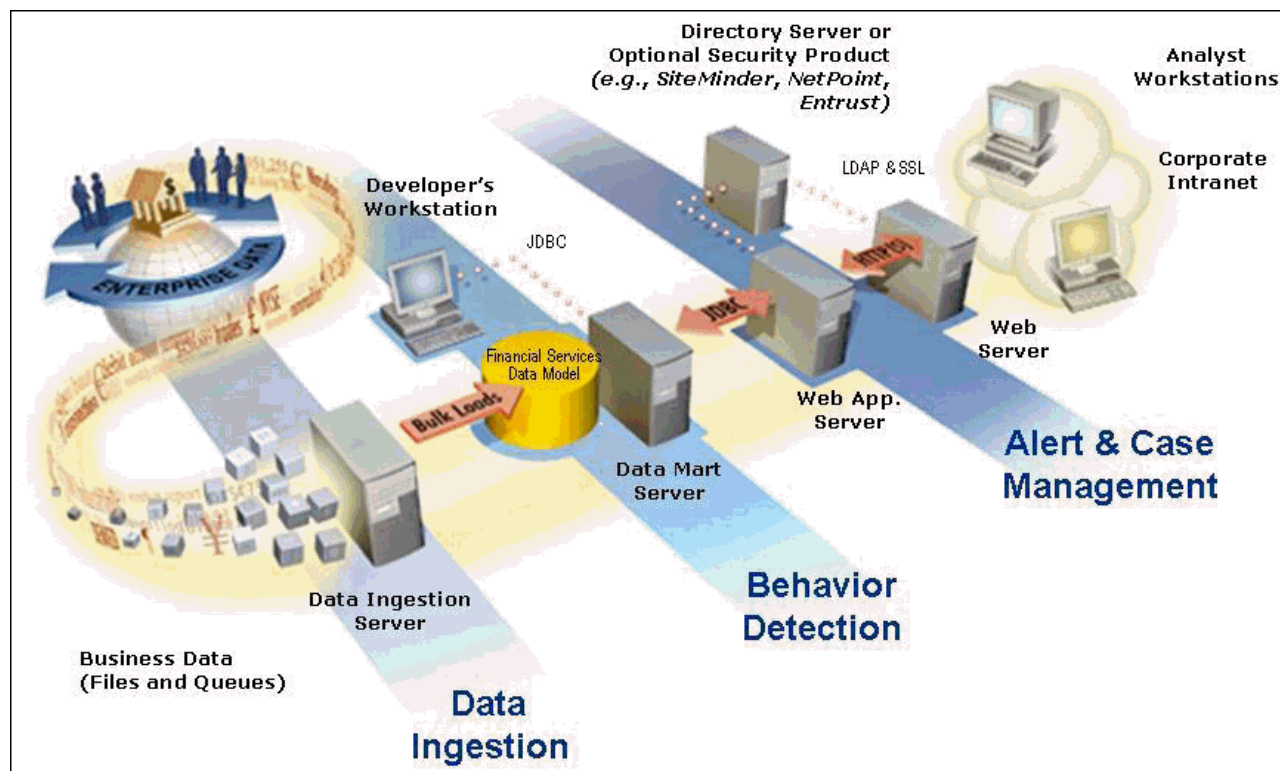 Directory Server or
Optional Security Product
(e.g., SiteMinder, NetPoint,
Entrust)
Analyst
Workstations
LDAP & SSL
Corporate
Intranet
Developer's
Workstation
JDBC
ENTERPRISE DATA
HTTP(S)
JDBC
Web
Server
Financial Services
Data Model
Bulk Loads
Web App.
Server
Alert & Case
Management
Data Mart
Server
Behavior
Detection
Data Ingestion
Server
Business Data
(Files and Queues)
Data
Ingestion